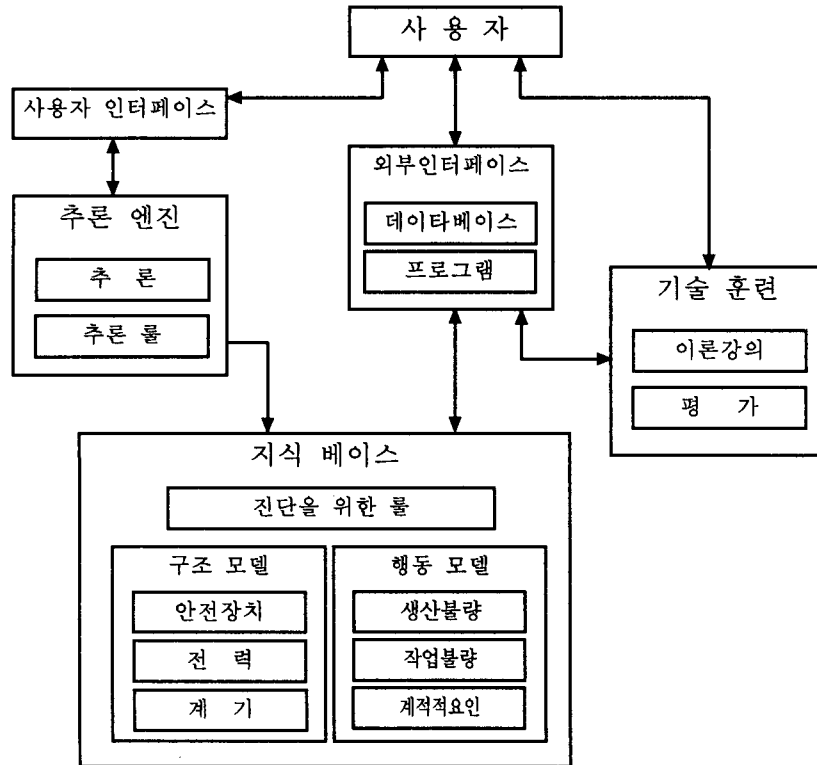 사 용 자
사용자 인터페이스
외부인터페이스
데이타베이스
프로그램
추론 엔진
추 론
추론 룰
기술 훈련
이론강의
평 가
지식 베이스
진단을 위한 룰
구조 모델
안전장치
전 력
계 기
행동 모델
생산불량
작업불량
계적적요인